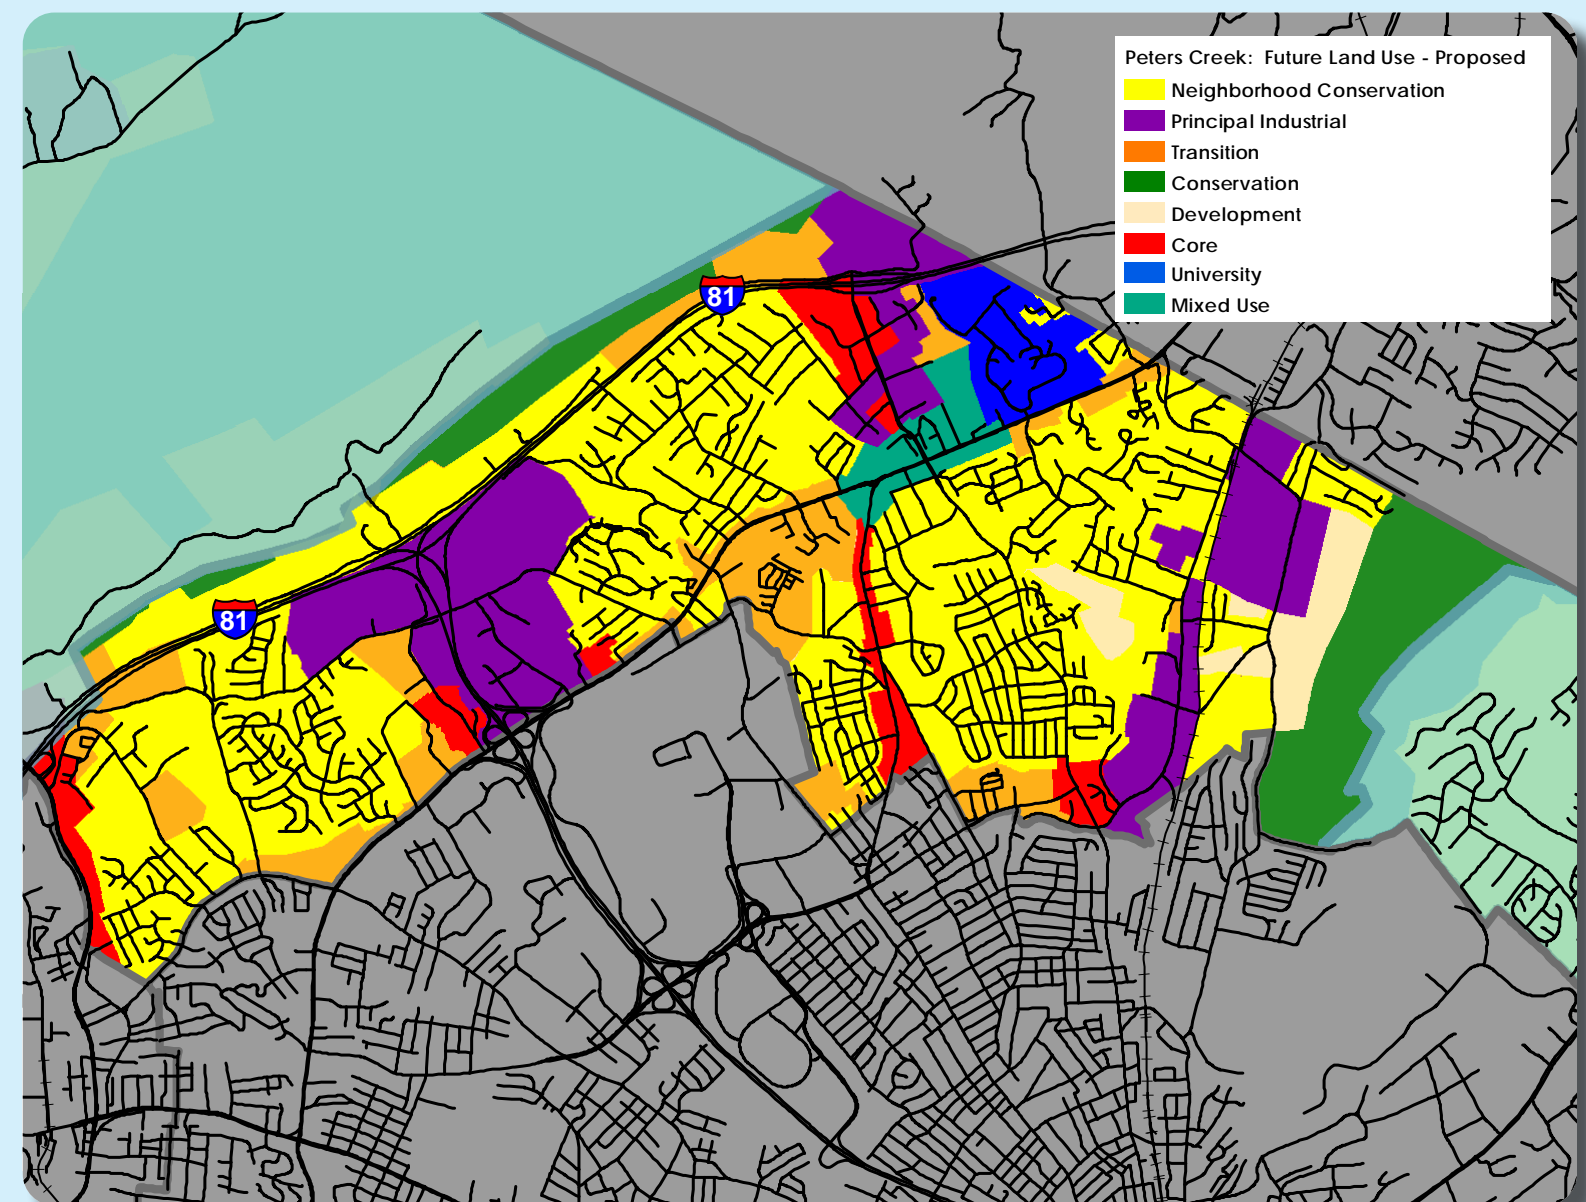 Peters Creek: Future Land Use - Proposed
Neighborhood Conservation
Principal Industrial
Transition
Conservation
Development
Core
University
Mixed Use
81
81